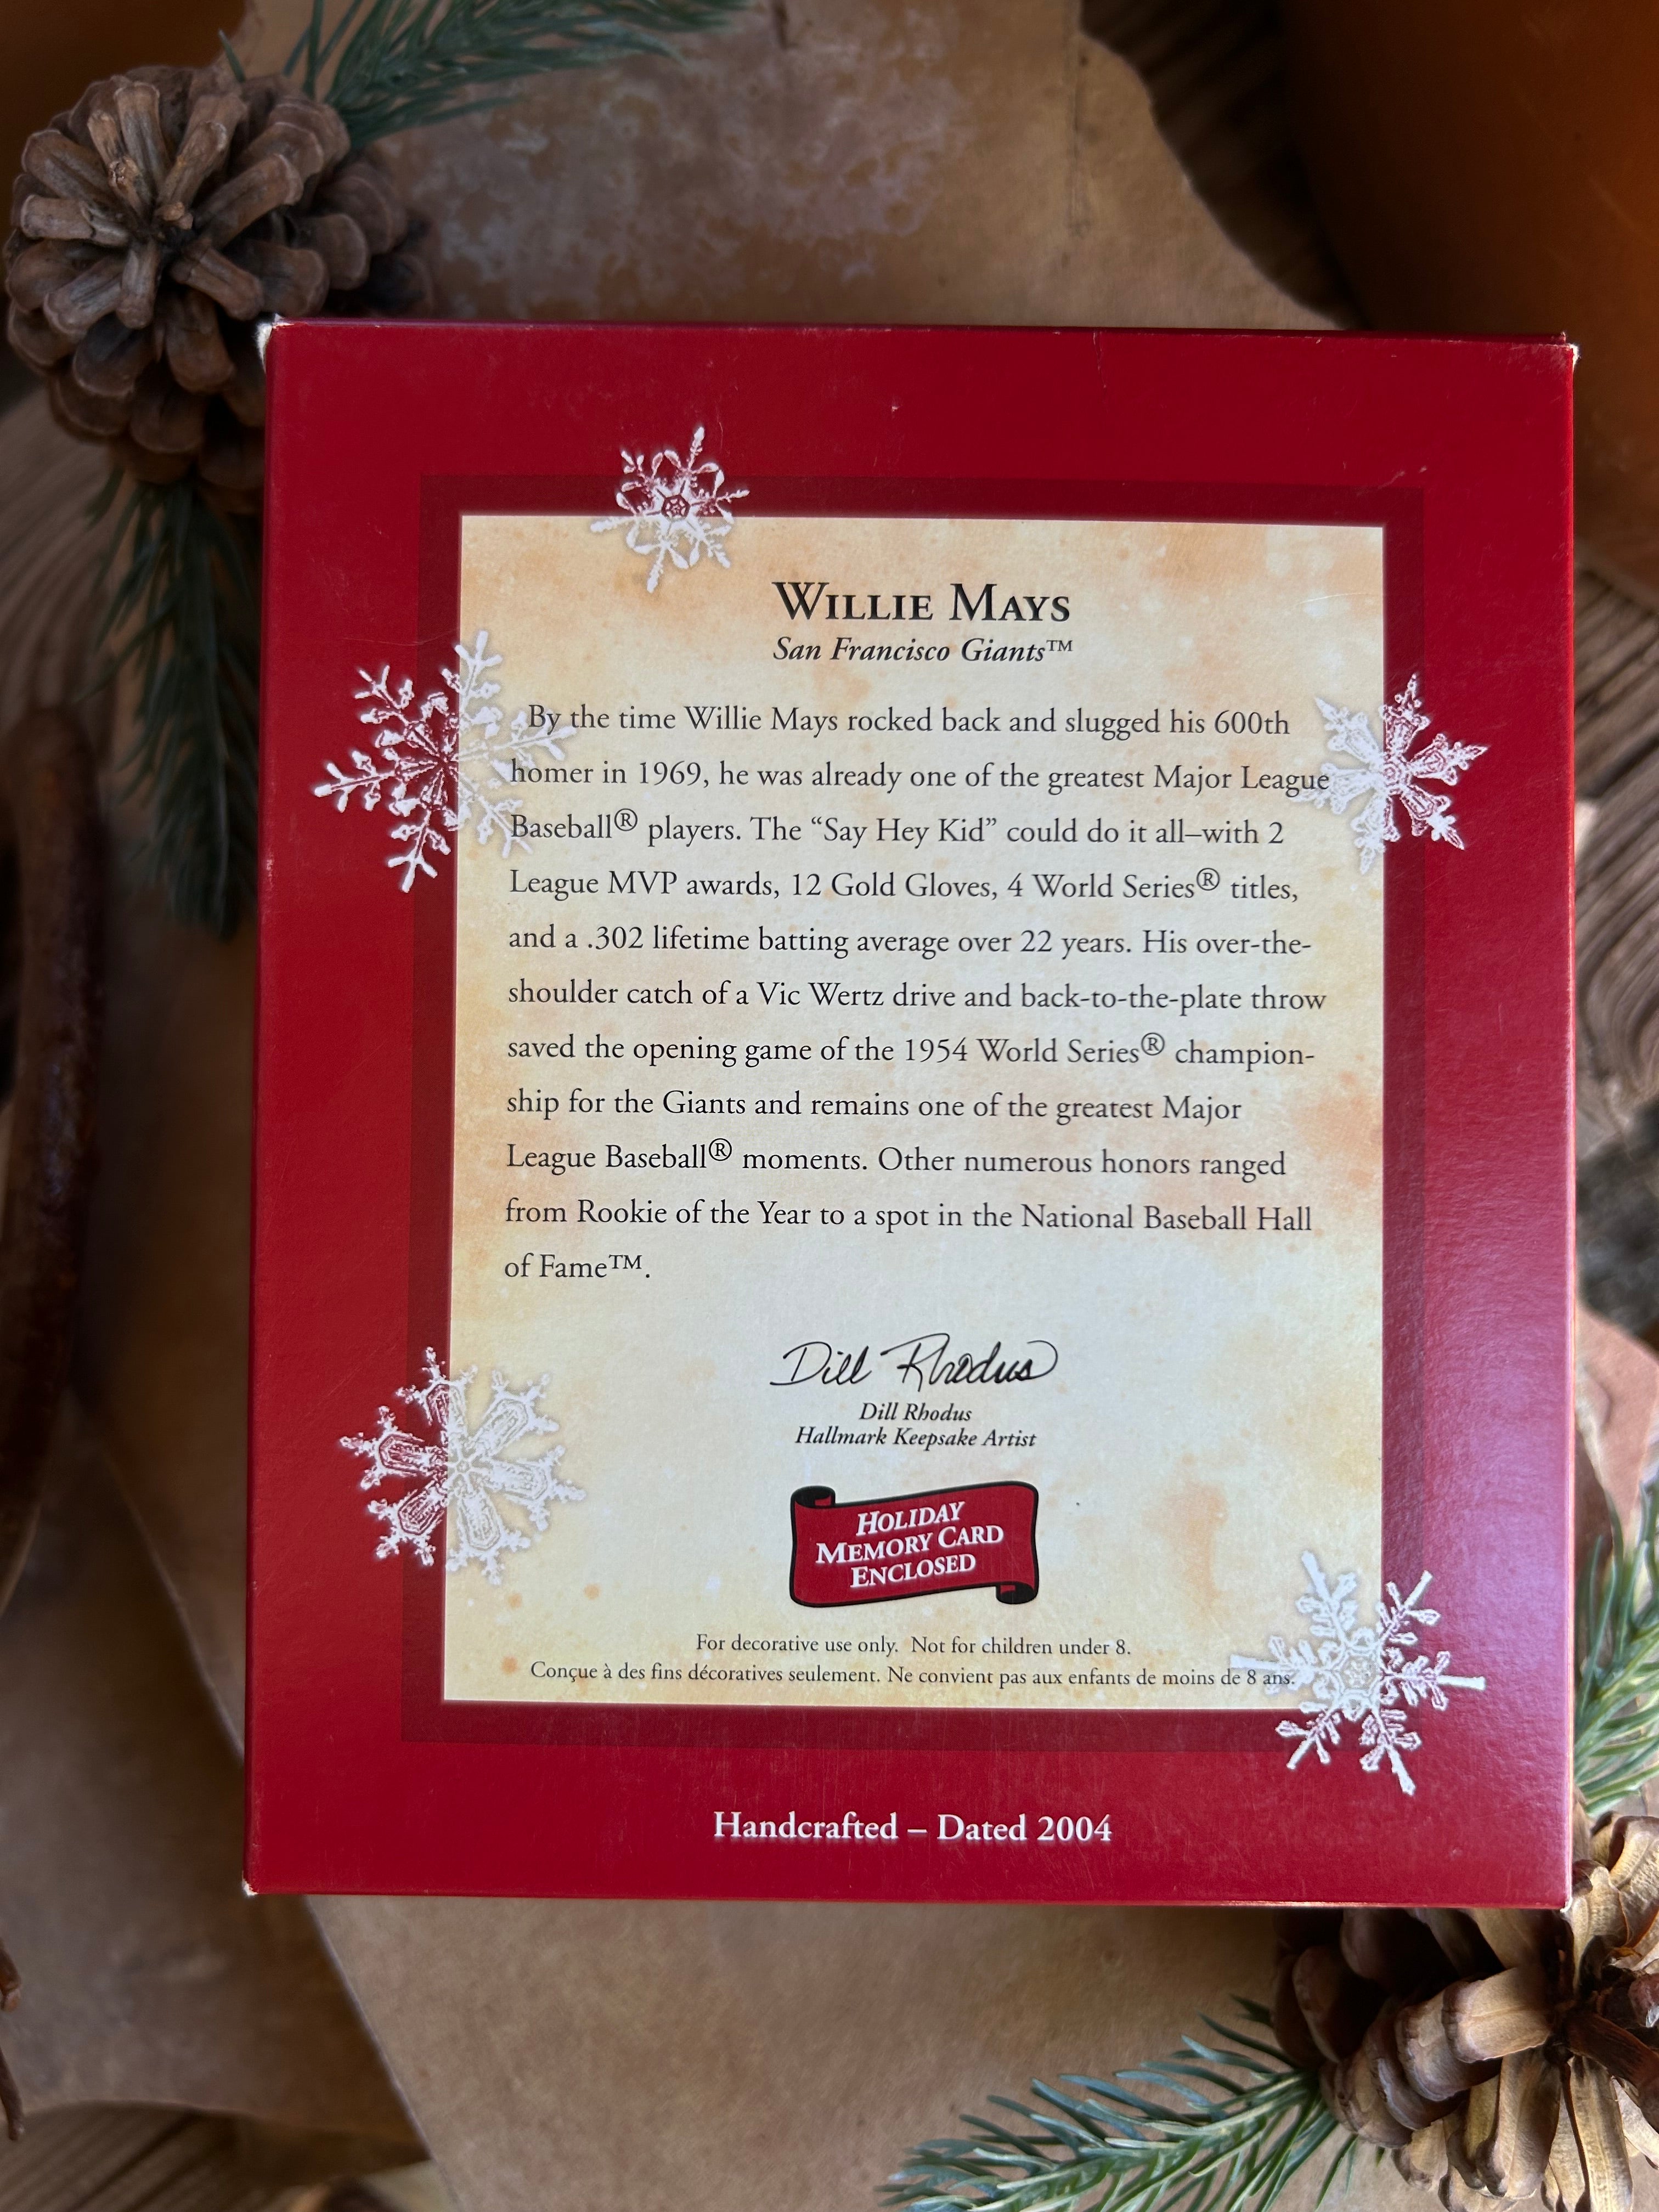 WILLIE MAYS
San Francisco Giants™
By the time Willie Mays rocked back and slugged his 600th
homer in 1969, he was already one of the greatest Major League
Baseball® players. The “Say Hey Kid” could do it all–with 2
League MVP awards, 12 Gold Gloves, 4 World Series® titles,
and a .302 lifetime batting average over 22 years. His over-the-
shoulder catch of a Vic Wertz drive and back-to-the-plate throw
saved the opening game of the 1954 World Series® champion-
ship for the Giants and remains one of the greatest Major
League Baseball® moments. Other numerous honors ranged
from Rookie of the Year to a spot in the National Baseball Hall
of Fame™.
Dill Rhodus
Dill Rhodus
Hallmark Keepsake Artist
HOLIDAY
MEMORY CARD
ENCLOSED
For decorative use only. Not for children under 8.
Conçue à des fins décoratives seulement. Ne convient pas aux enfants de moins de 8 ans.
Handcrafted – Dated 2004